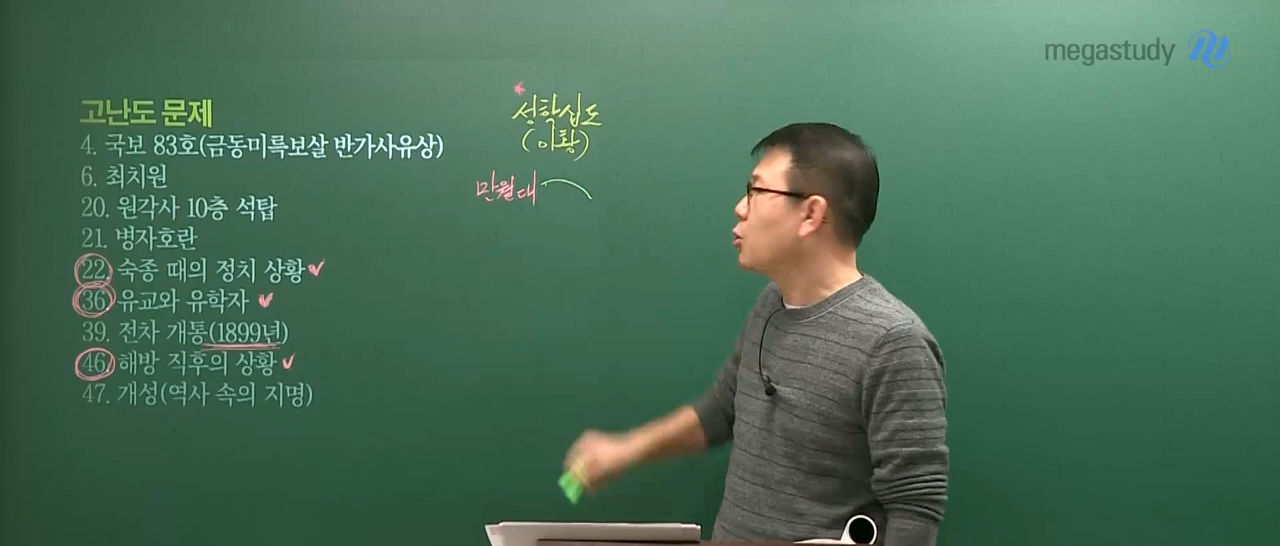 megastudy
고난도 문제
4. 국보 83호(금동미륵보살 반가사유상)
6. 최치원
20. 원각사 10층 석탑
21. 병자호란
22. 숙종 때의 정치 상황
36. 유교와 유학자
39. 전차 개통(1899년)
46. 해방 직후의 상황
47. 개성(역사 속의 지명)
성학십도
(이황)
만월대